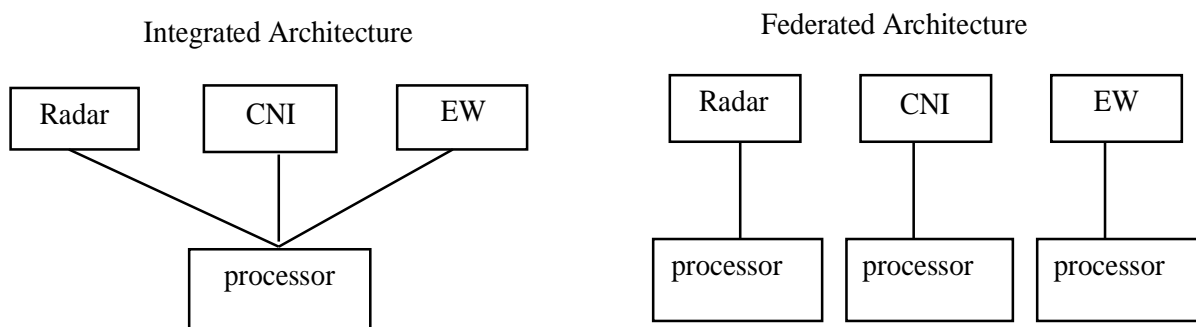 Integrated Architecture
Radar
CNI
EW
processor
Federated Architecture
Radar
CNI
EW
processor
processor
processor